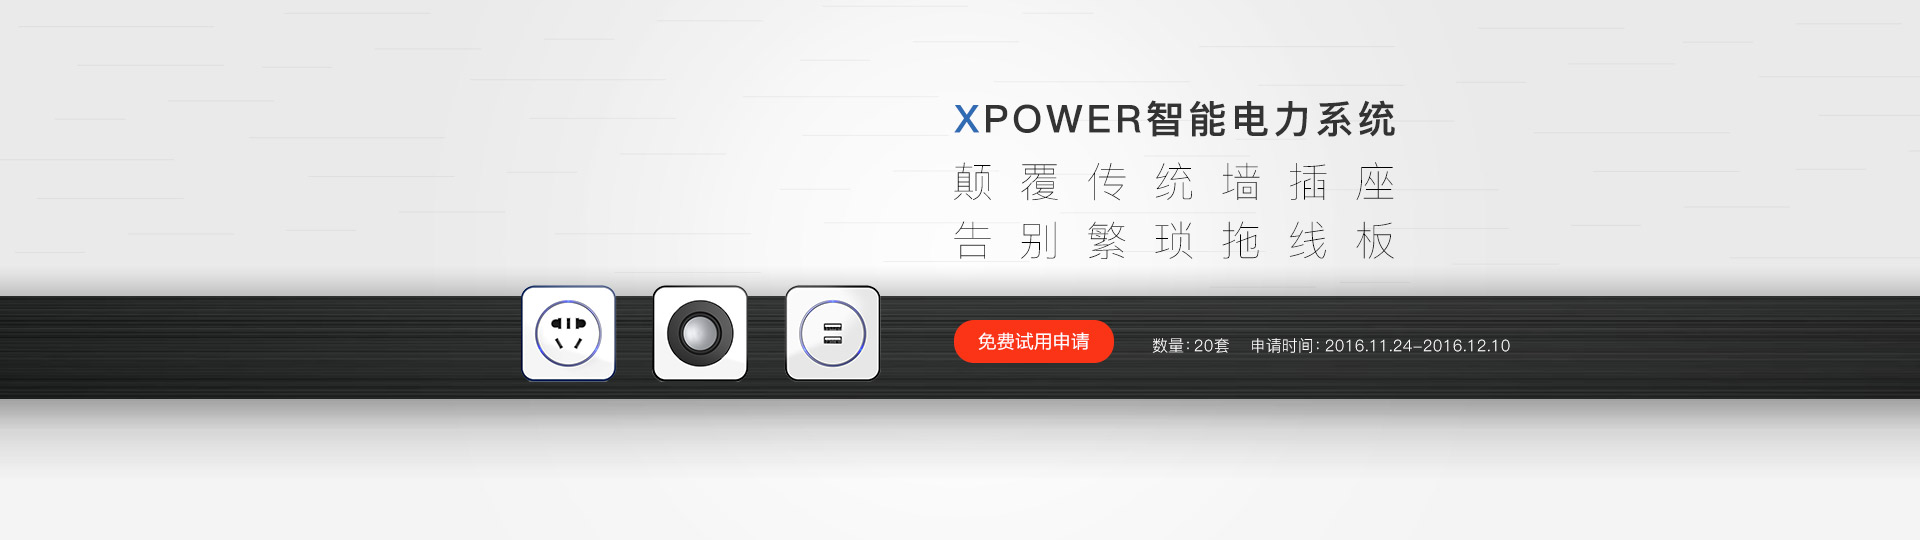 XPOWER智能电力系统
颠覆传统墙插座
告别繁琐拖线板
免费试用申请
数量：20套 申请时间：2016.11.24-2016.12.10